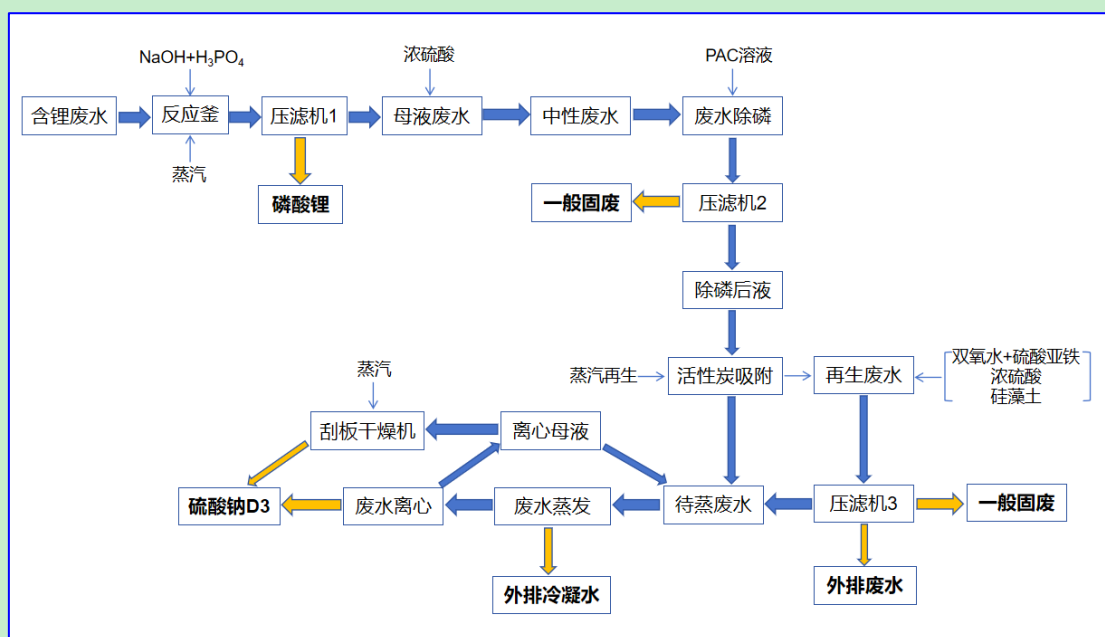 NaOH+H₃PO₄
浓硫酸
PAC溶液
含锂废水
反应釜
压滤机1
母液废水
中性废水
废水除磷
蒸汽
磷酸锂
一般固废
压滤机2
除磷后液
蒸汽再生
活性炭吸附
再生废水
双氧水+硫酸亚铁
浓硫酸
硅藻土
蒸汽
刮板干燥机
离心母液
硫酸钠D3
废水离心
废水蒸发
待蒸废水
压滤机3
一般固废
外排冷凝水
外排废水